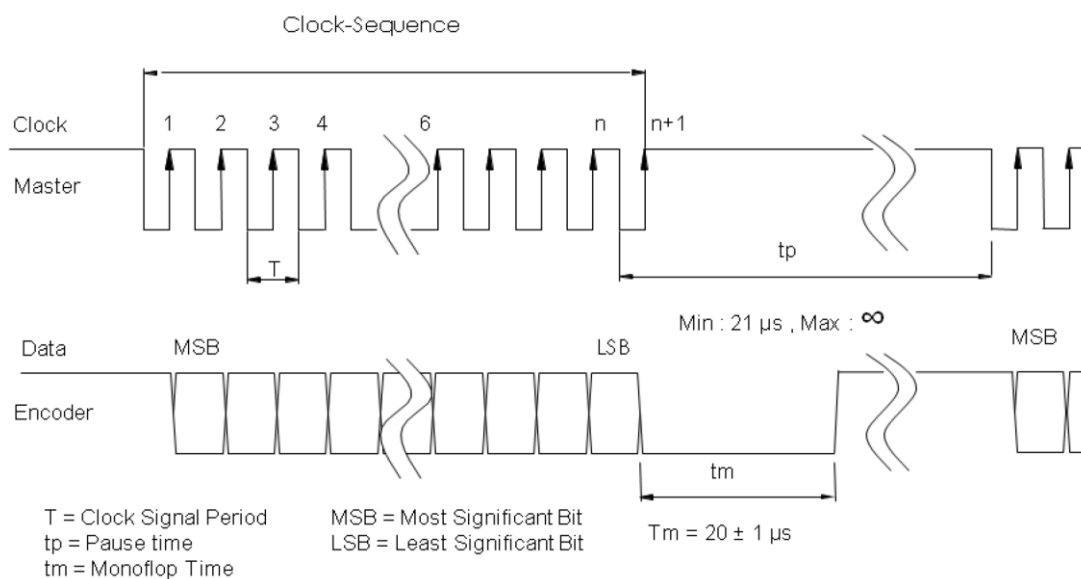 Clock-Sequence
Clock
1 2 3 4 6 n n+1
Master
T
tp
Min : 21 µs , Max : ∞
Data
MSB LSB MSB
Encoder
tm
T = Clock Signal Period
MSB = Most Significant Bit
Tm = 20 ± 1 µs
tp = Pause time
LSB = Least Significant Bit
tm = Monoflop Time